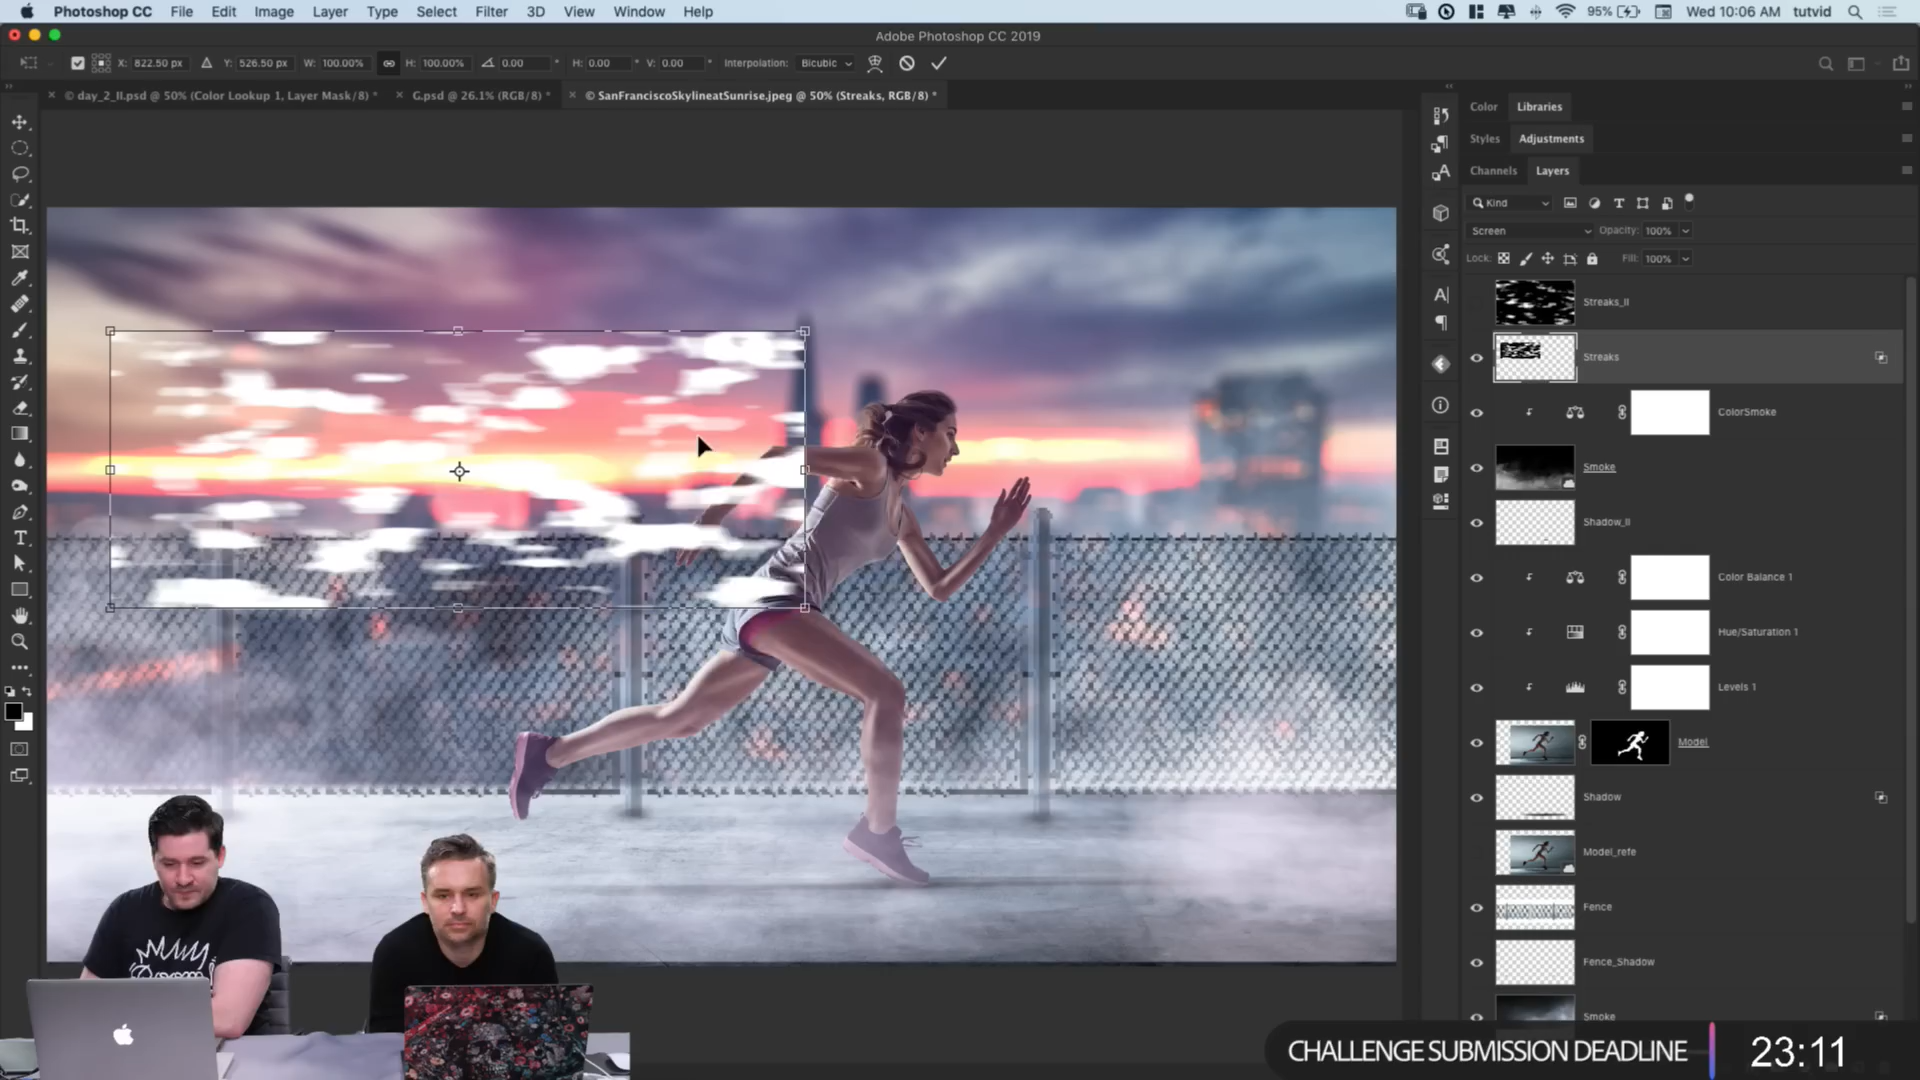 Photoshop CC File Edit Image Layer Type Select Filter 3D View Window Help 95% Wed 10:06 AM tutvid
Adobe Photoshop CC 2019
X: 822.50 px Y: 526.50 px W: 100.00% H: 100.00% 0.00 ° H: 0.00 ° V: 0.00 ° Interpolation: Bicubic
× © day_2_II.psd @ 50% (Color Lookup 1, Layer Mask/8) * × G.psd @ 26.1% (RGB/8) * × © SanFranciscoSkylineatSunrise.jpeg @ 50% (Streaks, RGB/8) *
Color Libraries
Styles Adjustments
Channels Layers
Kind
Screen Opacity: 100%
Lock: Fill: 100%
Streaks_II
Streaks
ColorSmoke
Smoke
Shadow_II
Color Balance 1
Hue/Saturation 1
Levels 1
Model
Shadow
Model_refe
Fence
Fence_Shadow
Smoke
CHALLENGE SUBMISSION DEADLINE 23:11